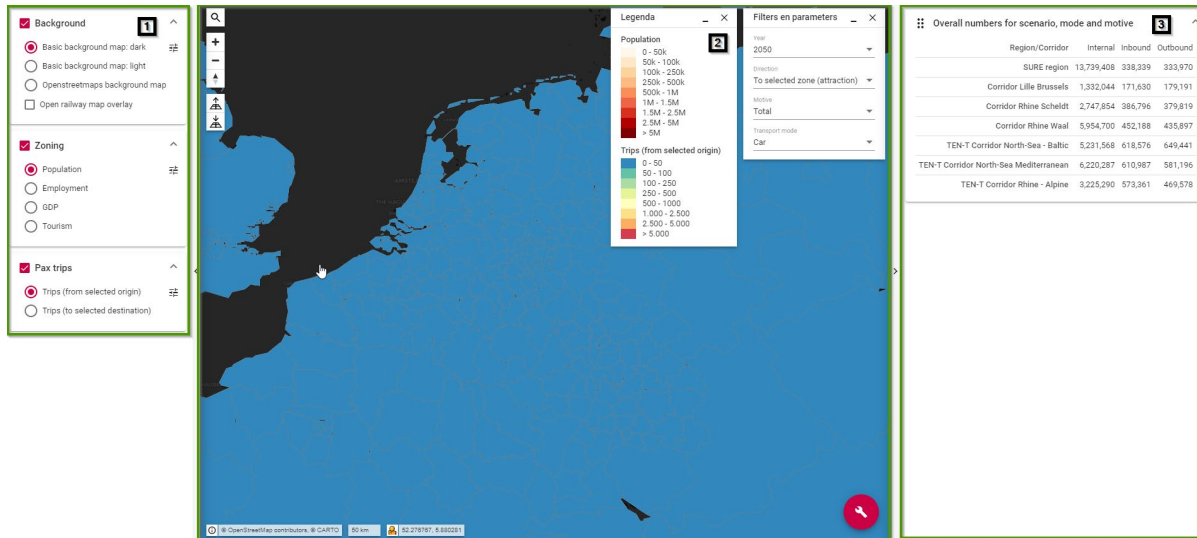 Background
1
Basic background map: dark
Basic background map: light
Openstreetmaps background map
Open railway map overlay
Zoning
Population
Employment
GDP
Tourism
Pax trips
Trips (from selected origin)
Trips (to selected destination)
Legenda
2
Population
0 - 50k
50k - 100k
100k - 250k
250k - 500k
500k - 1M
1M - 1.5M
1.5M - 2.5M
2.5M - 5M
> 5M
Trips (from selected origin)
0 - 50
50 - 100
100 - 250
250 - 500
500 - 1000
1.000 - 2.500
2.500 - 5.000
> 5.000
Filters en parameters
Year
2050
Direction
To selected zone (attraction)
Motive
Total
Transport mode
Car
© OpenStreetMap contributors, © CARTO
50 km
52.276767, 5.880281
3
Overall numbers for scenario, mode and motive
Region/Corridor Internal Inbound Outbound
SURE region 13,739,408 338,339 333,970
Corridor Lille Brussels 1,332,044 171,630 179,191
Corridor Rhine Scheldt 2,747,854 386,796 379,819
Corridor Rhine Waal 5,954,700 452,188 435,897
TEN-T Corridor North-Sea - Baltic 5,231,568 618,576 649,441
TEN-T Corridor North-Sea Mediterranean 6,220,287 610,987 581,196
TEN-T Corridor Rhine - Alpine 3,225,290 573,361 469,578